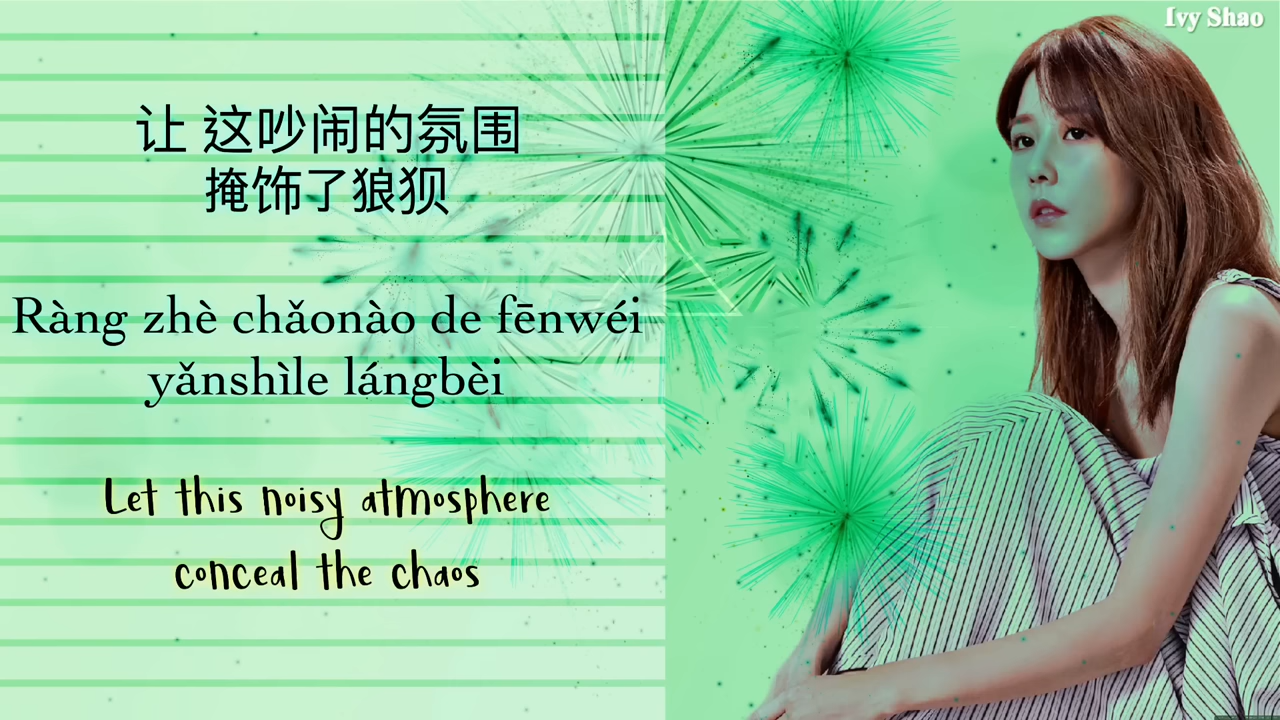 Ivy Shao
让 这吵闹的氛围
掩饰了狼狈
Ràng zhè chǎonào de fēnwéi
yǎnshìle lángbèi
Let this noisy atmosphere
conceal the chaos